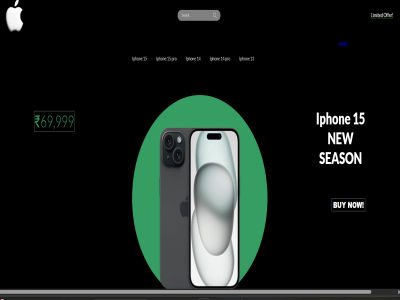 Search
Limited Offer!
Iphone 15
Iphone 15 pro
Iphone 14
Iphone 14 pro
Iphone 13
₹69,999
Iphone 15
NEW
SEASON
BUY NOW!